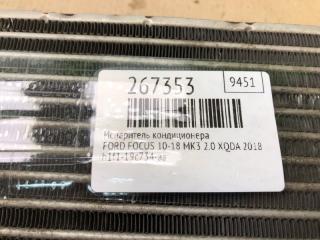 267353
9451
Испаритель кондиционера
FORD FOCUS 10-18 MK3 2.0 XQDA 2018